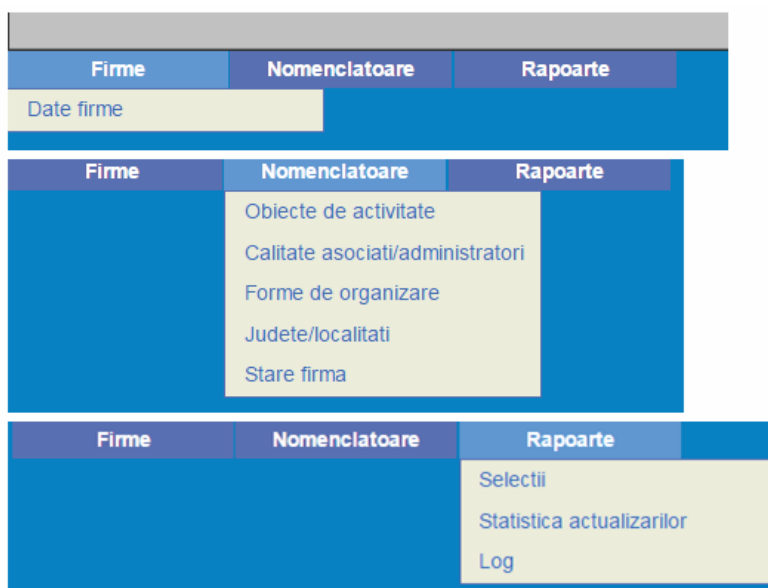 Firme Nomenclatoare Rapoarte
Date firme
Firme Nomenclatoare Rapoarte
Obiecte de activitate
Calitate asociati/administratori
Forme de organizare
Judete/localitati
Stare firma
Firme Nomenclatoare Rapoarte
Selectii
Statistica actualizarilor
Log